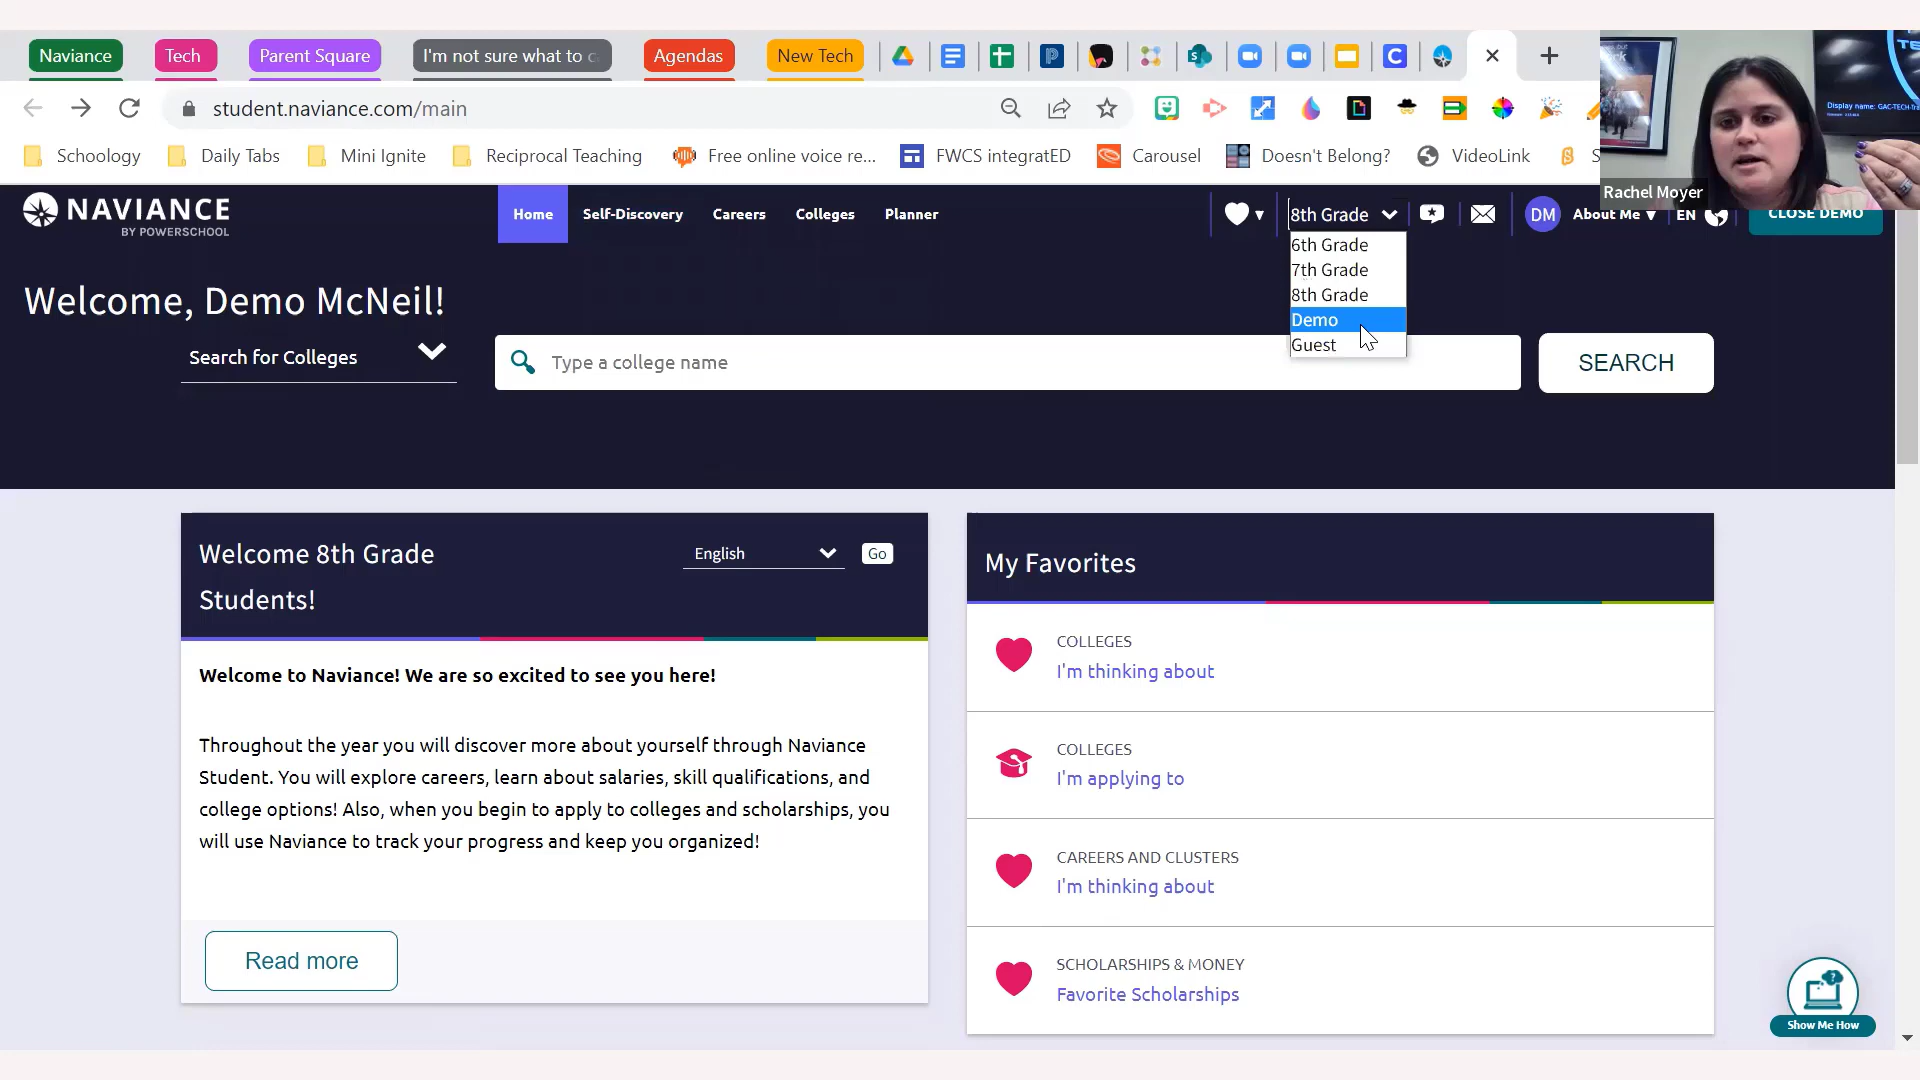 Naviance
Tech
Parent Square
I'm not sure what to c
Agendas
New Tech
student.naviance.com/main
Display name: GAC-TECH-Tra
Schoology
Daily Tabs
Mini Ignite
Reciprocal Teaching
Free online voice re...
FWCS integratED
Carousel
Doesn't Belong?
VideoLink
S
Rachel Moyer
NAVIANCE
BY POWERSCHOOL
Home
Self-Discovery
Careers
Colleges
Planner
8th Grade
DM
About Me
EN
CLOSE DEMO
6th Grade
7th Grade
8th Grade
Demo
Guest
Welcome, Demo McNeil!
Search for Colleges
Type a college name
SEARCH
Welcome 8th Grade
Students!
English
Go
Welcome to Naviance! We are so excited to see you here!
Throughout the year you will discover more about yourself through Naviance
Student. You will explore careers, learn about salaries, skill qualifications, and
college options! Also, when you begin to apply to colleges and scholarships, you
will use Naviance to track your progress and keep you organized!
Read more
My Favorites
COLLEGES
I'm thinking about
COLLEGES
I'm applying to
CAREERS AND CLUSTERS
I'm thinking about
SCHOLARSHIPS & MONEY
Favorite Scholarships
Show Me How